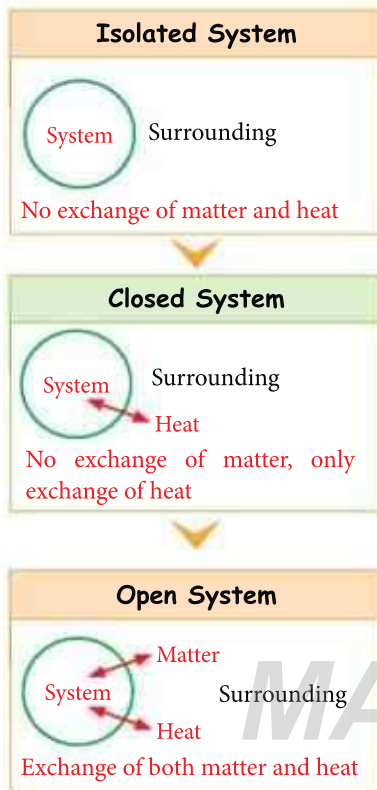 Isolated System
System Surrounding
No exchange of matter and heat
Closed System
System Surrounding
Heat
No exchange of matter, only
exchange of heat
Open System
Matter
System Surrounding
Heat
Exchange of both matter and heat
MA